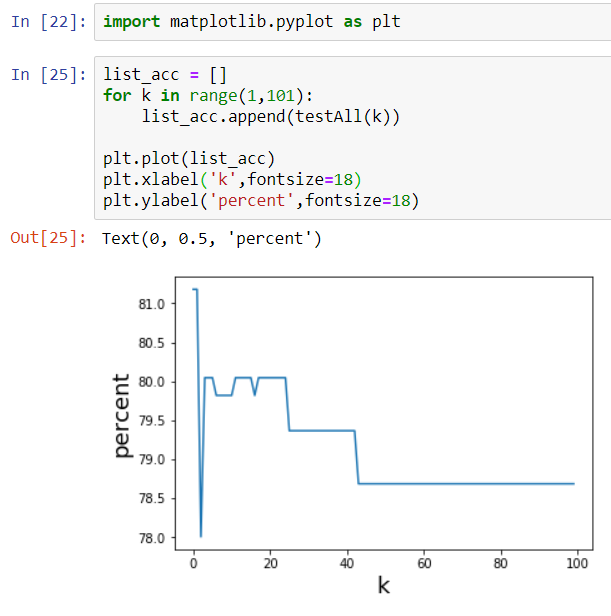 In [22]: import matplotlib.pyplot as plt
In [25]: list_acc = []
for k in range(1,101):
    list_acc.append(testAll(k))
plt.plot(list_acc)
plt.xlabel('k',fontsize=18)
plt.ylabel('percent',fontsize=18)
Out[25]: Text(0, 0.5, 'percent')
81.0
80.5
80.0
79.5
79.0
78.5
78.0
percent
0 20 40 60 80 100
k